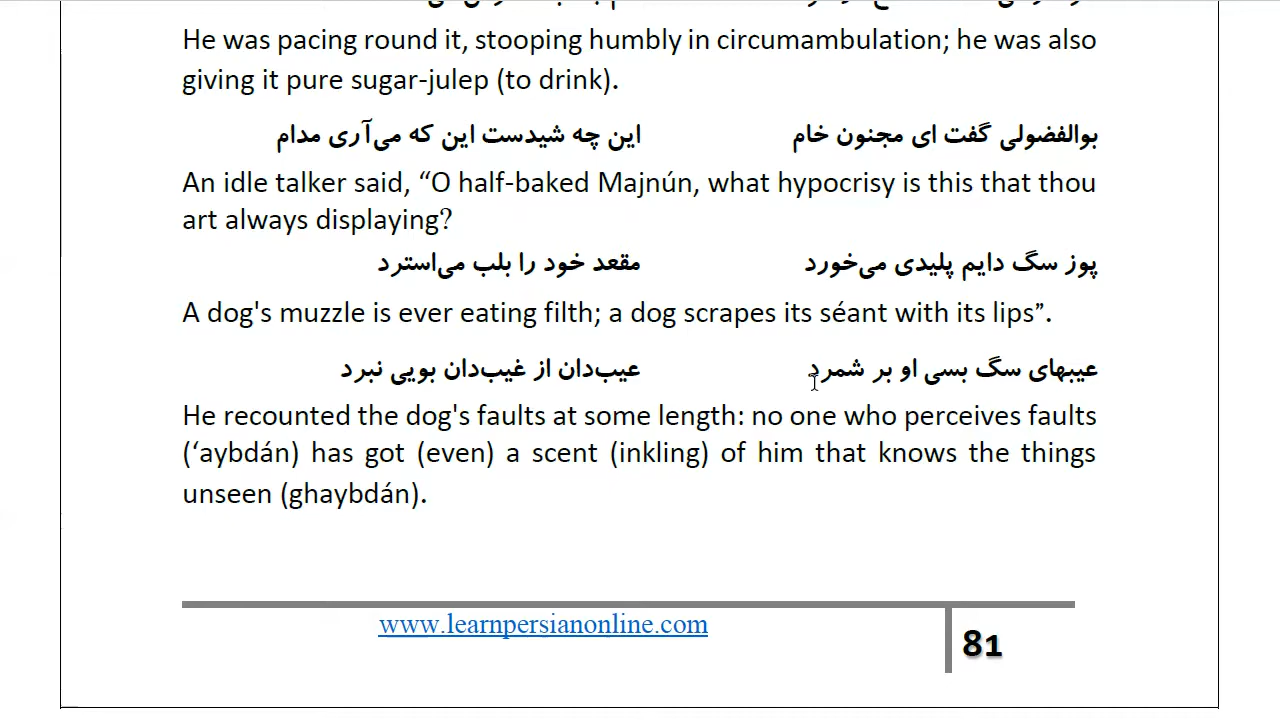 He was pacing round it, stooping humbly in circumambulation; he was also
giving it pure sugar-julep (to drink).
بوالفضولی گفت ای مجنون خام این چه شیدست این که می‌آری مدام
An idle talker said, “O half-baked Majnún, what hypocrisy is this that thou
art always displaying?
پوز سگ دایم پلیدی می‌خورد مقعد خود را بلب می‌استرد
A dog's muzzle is ever eating filth; a dog scrapes its séant with its lips”.
عیبهای سگ بسی او بر شمرد عیب‌دان از غیب‌دان بویی نبرد
He recounted the dog's faults at some length: no one who perceives faults
(‘aybdán) has got (even) a scent (inkling) of him that knows the things
unseen (ghaybdán).
www.learnpersianonline.com
81